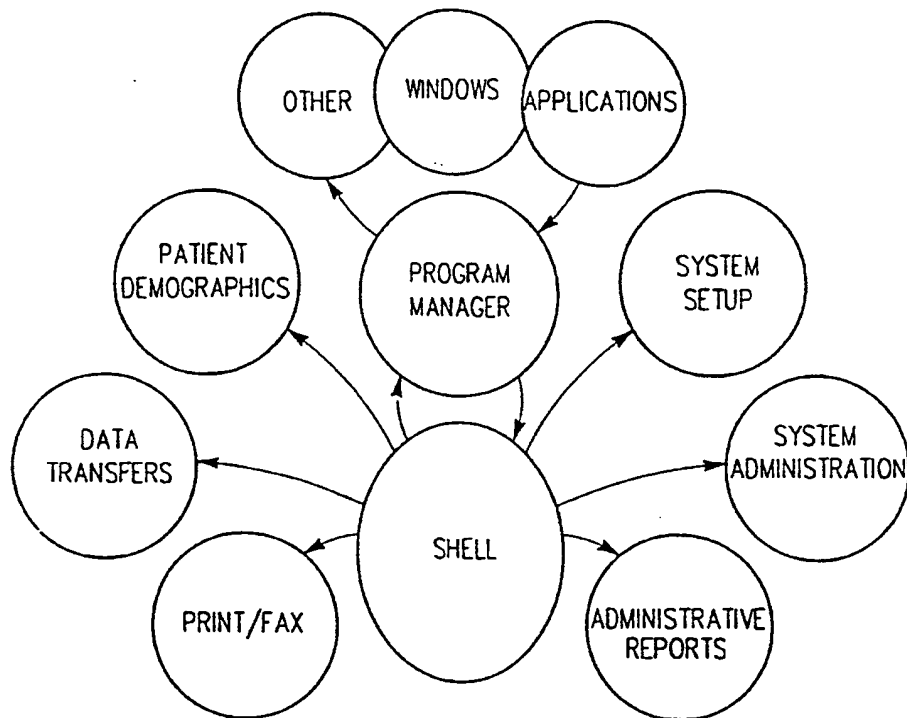 OTHER
WINDOWS
APPLICATIONS
PATIENT
DEMOGRAPHICS
PROGRAM
MANAGER
SYSTEM
SETUP
DATA
TRANSFERS
SYSTEM
ADMINISTRATION
SHELL
PRINT/FAX
ADMINISTRATIVE
REPORTS